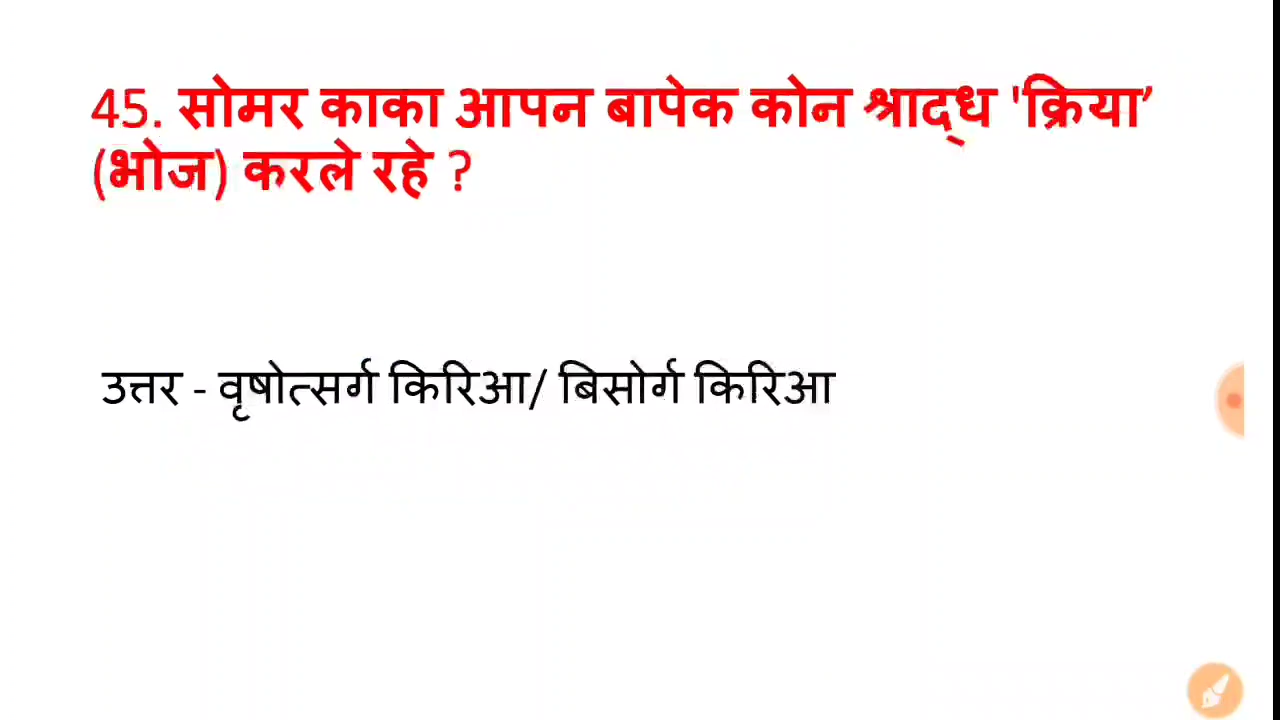 45. सोमर काका आपन बापेक कोन श्राद्ध 'क्रिया’
(भोज) करले रहे ?
उत्तर - वृषोत्सर्ग किरिआ/ बिसोर्ग किरिआ